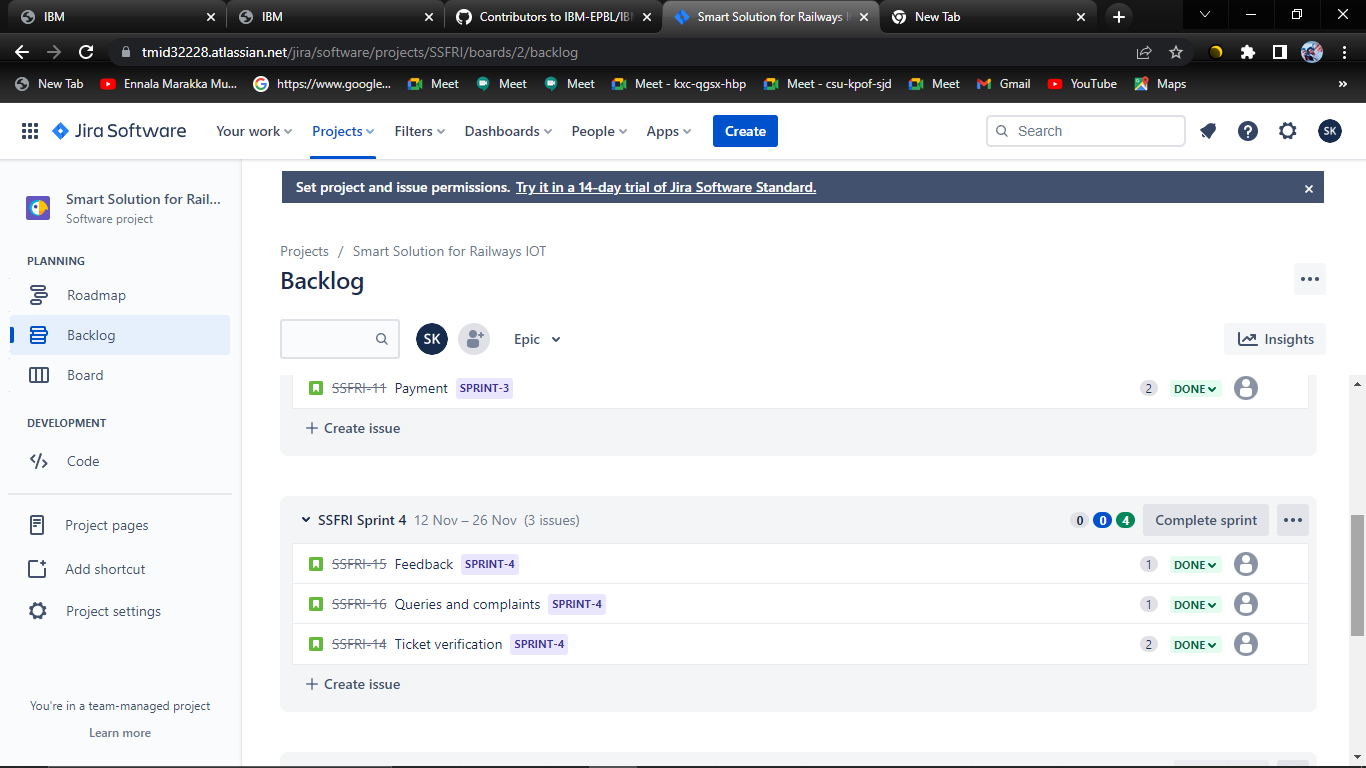 IBM
IBM
Contributors to IBM-EPBL/IBM
Smart Solution for Railways I
New Tab
tmid32228.atlassian.net/jira/software/projects/SSFRI/boards/2/backlog
New Tab
Ennala Marakka Mu...
https://www.google...
Meet
Meet
Meet
Meet - kxc-qgsx-hbp
Meet - csu-kpof-sjd
Meet
Gmail
YouTube
Maps
»
Jira Software
Your work
Projects
Filters
Dashboards
People
Apps
Create
Search
SK
Set project and issue permissions. Try it in a 14-day trial of Jira Software Standard.
Smart Solution for Rail...
Software project
PLANNING
Roadmap
Backlog
Board
DEVELOPMENT
Code
Project pages
Add shortcut
Project settings
You're in a team-managed project
Learn more
Projects / Smart Solution for Railways IOT
Backlog
SK
Epic
Insights
SSFRI-11 Payment SPRINT-3 2 DONE
+ Create issue
SSFRI Sprint 4 12 Nov – 26 Nov (3 issues) 0 0 4 Complete sprint
SSFRI-15 Feedback SPRINT-4 1 DONE
SSFRI-16 Queries and complaints SPRINT-4 1 DONE
SSFRI-14 Ticket verification SPRINT-4 2 DONE
+ Create issue